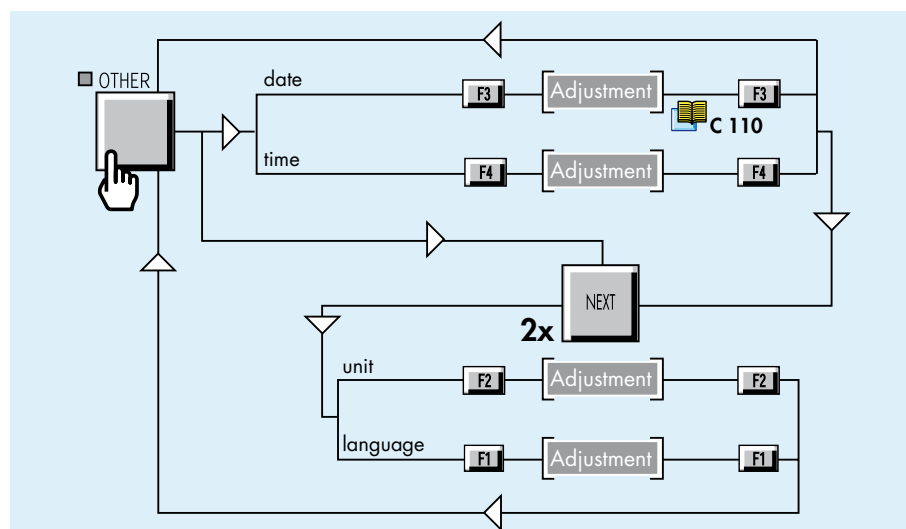 OTHER
date
F3
Adjustment
F3
C 110
time
F4
Adjustment
F4
NEXT
2x
unit
F2
Adjustment
F2
language
F1
Adjustment
F1